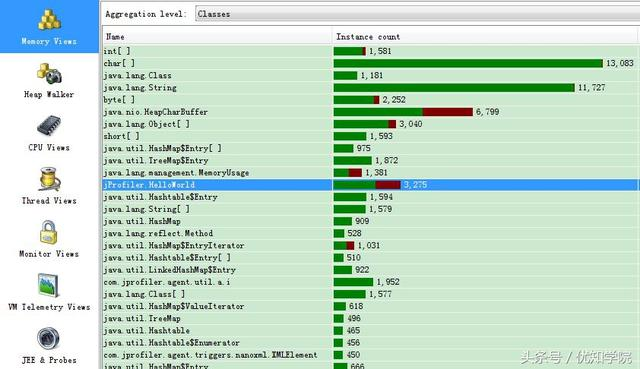 Aggregation level: Classes
Memory Views
Heap Walker
CPU Views
Thread Views
Monitor Views
VM Telemetry Views
JEE & Probes
Name Instance count
int[ ] 1,581
char[ ] 13,083
java.lang.Class 1,181
java.lang.String 11,727
byte[ ] 2,252
java.nio.HeapCharBuffer 6,799
java.lang.Object[ ] 3,040
short[ ] 1,593
java.util.HashMap$Entry[ ] 975
java.util.TreeMap$Entry 1,872
java.lang.management.MemoryUsage 1,381
jProfiler.HelloWorld 3,275
java.util.Hashtable$Entry 1,594
java.lang.String[ ] 1,579
java.util.HashMap 909
java.lang.reflect.Method 528
java.util.HashMap$EntryIterator 1,031
java.util.Hashtable$Entry[ ] 510
java.util.LinkedHashMap$Entry 922
com.jprofiler.agent.util.a.i 1,952
java.lang.Class[ ] 1,577
java.util.HashMap$ValueIterator 618
java.util.TreeMap 496
java.util.Hashtable 465
java.util.Hashtable$Enumerator 456
com.jprofiler.agent.triggers.nanoxml.XMLElement 450
java.util.HashMap$Entry 666
头条号 / 优知学院